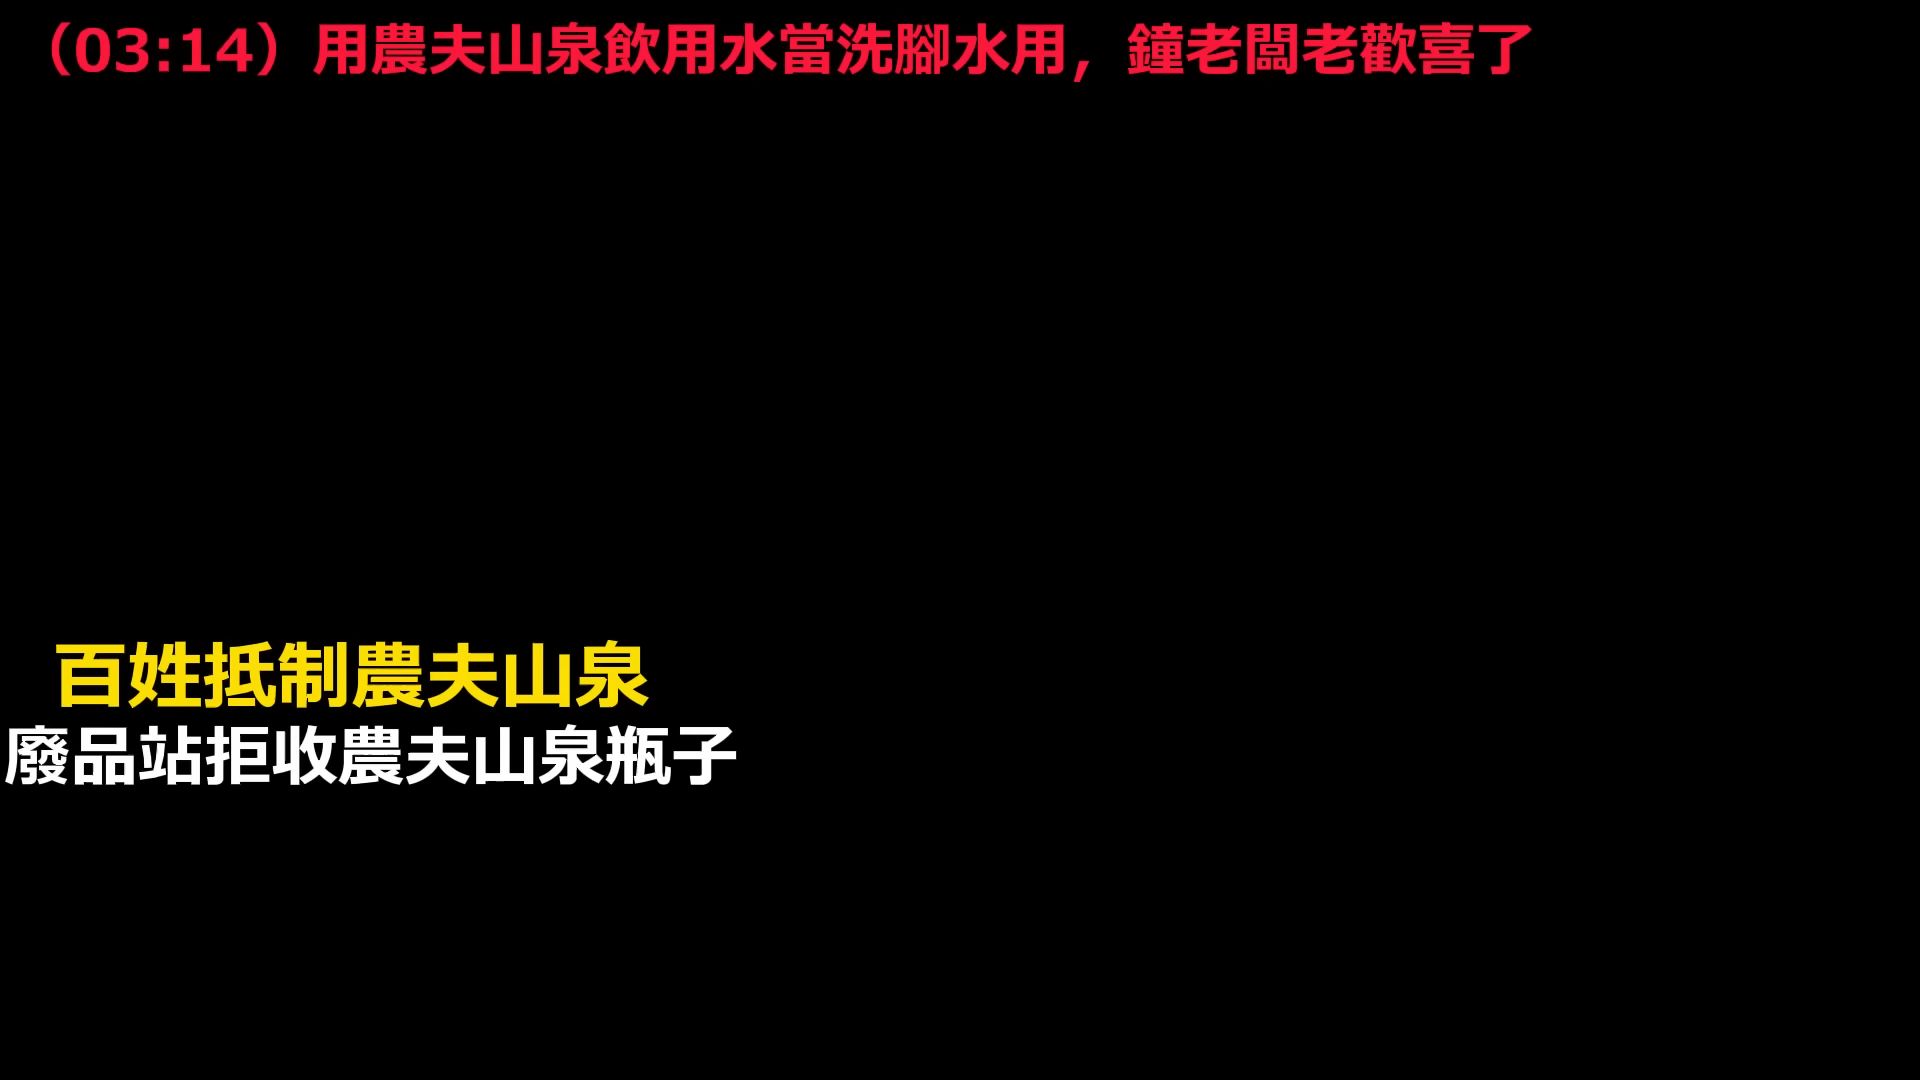 （03:14）用農夫山泉飲用水當洗腳水用，鐘老闆老歡喜了
百姓抵制農夫山泉
廢品站拒收農夫山泉瓶子